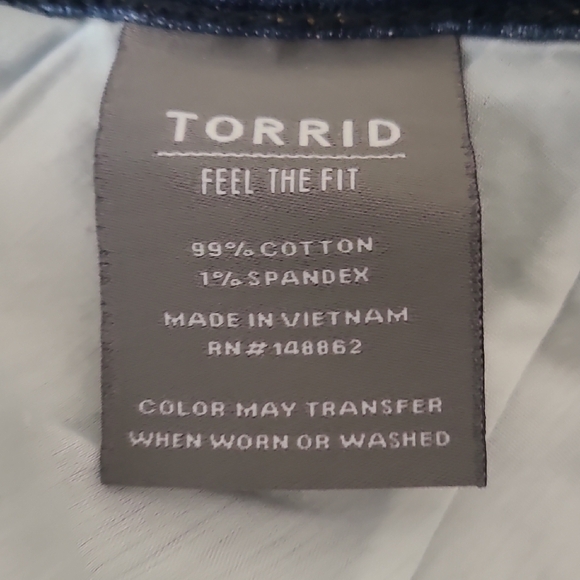 TORRID
FEEL THE FIT
99% COTTON
1% SPANDEX
MADE IN VIETNAM
RN#148862
COLOR MAY TRANSFER
WHEN WORN OR WASHED